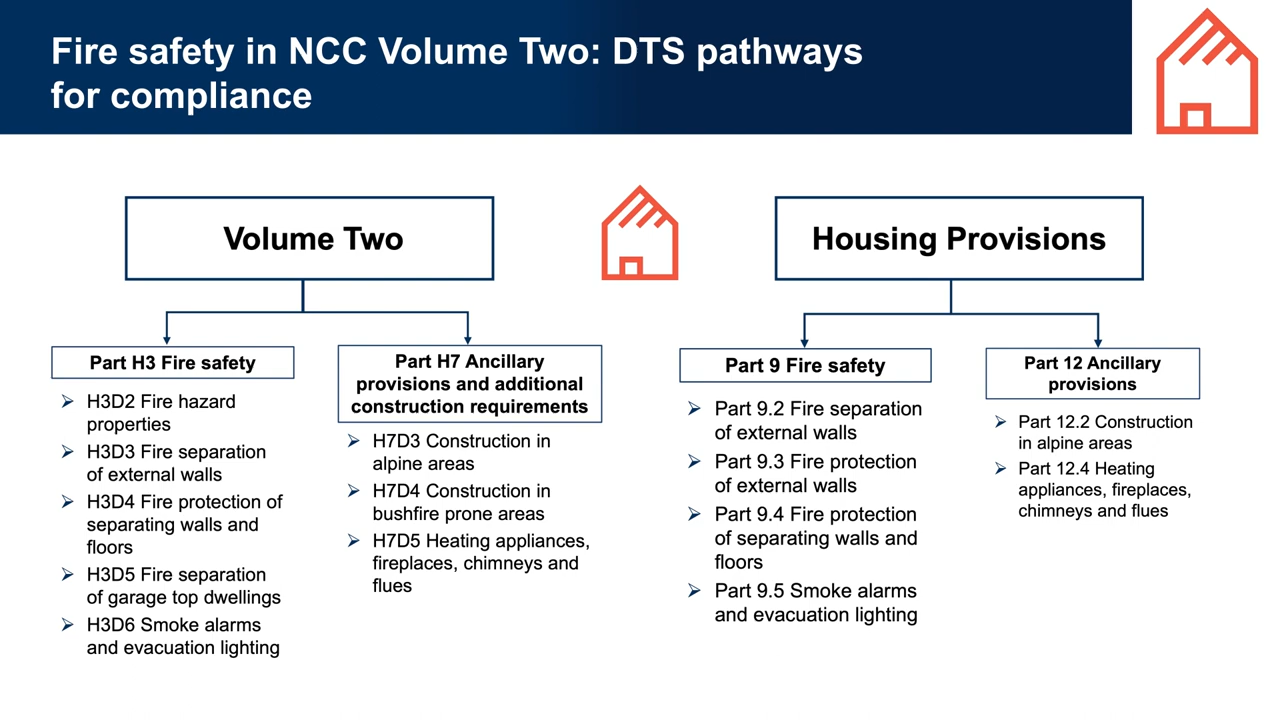 Fire safety in NCC Volume Two: DTS pathways
for compliance
Volume Two
Housing Provisions
Part H3 Fire safety
H3D2 Fire hazard
properties
H3D3 Fire separation
of external walls
H3D4 Fire protection of
separating walls and
floors
H3D5 Fire separation
of garage top dwellings
H3D6 Smoke alarms
and evacuation lighting
Part H7 Ancillary
provisions and additional
construction requirements
H7D3 Construction in
alpine areas
H7D4 Construction in
bushfire prone areas
H7D5 Heating appliances,
fireplaces, chimneys and
flues
Part 9 Fire safety
Part 9.2 Fire separation
of external walls
Part 9.3 Fire protection
of external walls
Part 9.4 Fire protection
of separating walls and
floors
Part 9.5 Smoke alarms
and evacuation lighting
Part 12 Ancillary
provisions
Part 12.2 Construction
in alpine areas
Part 12.4 Heating
appliances, fireplaces,
chimneys and flues